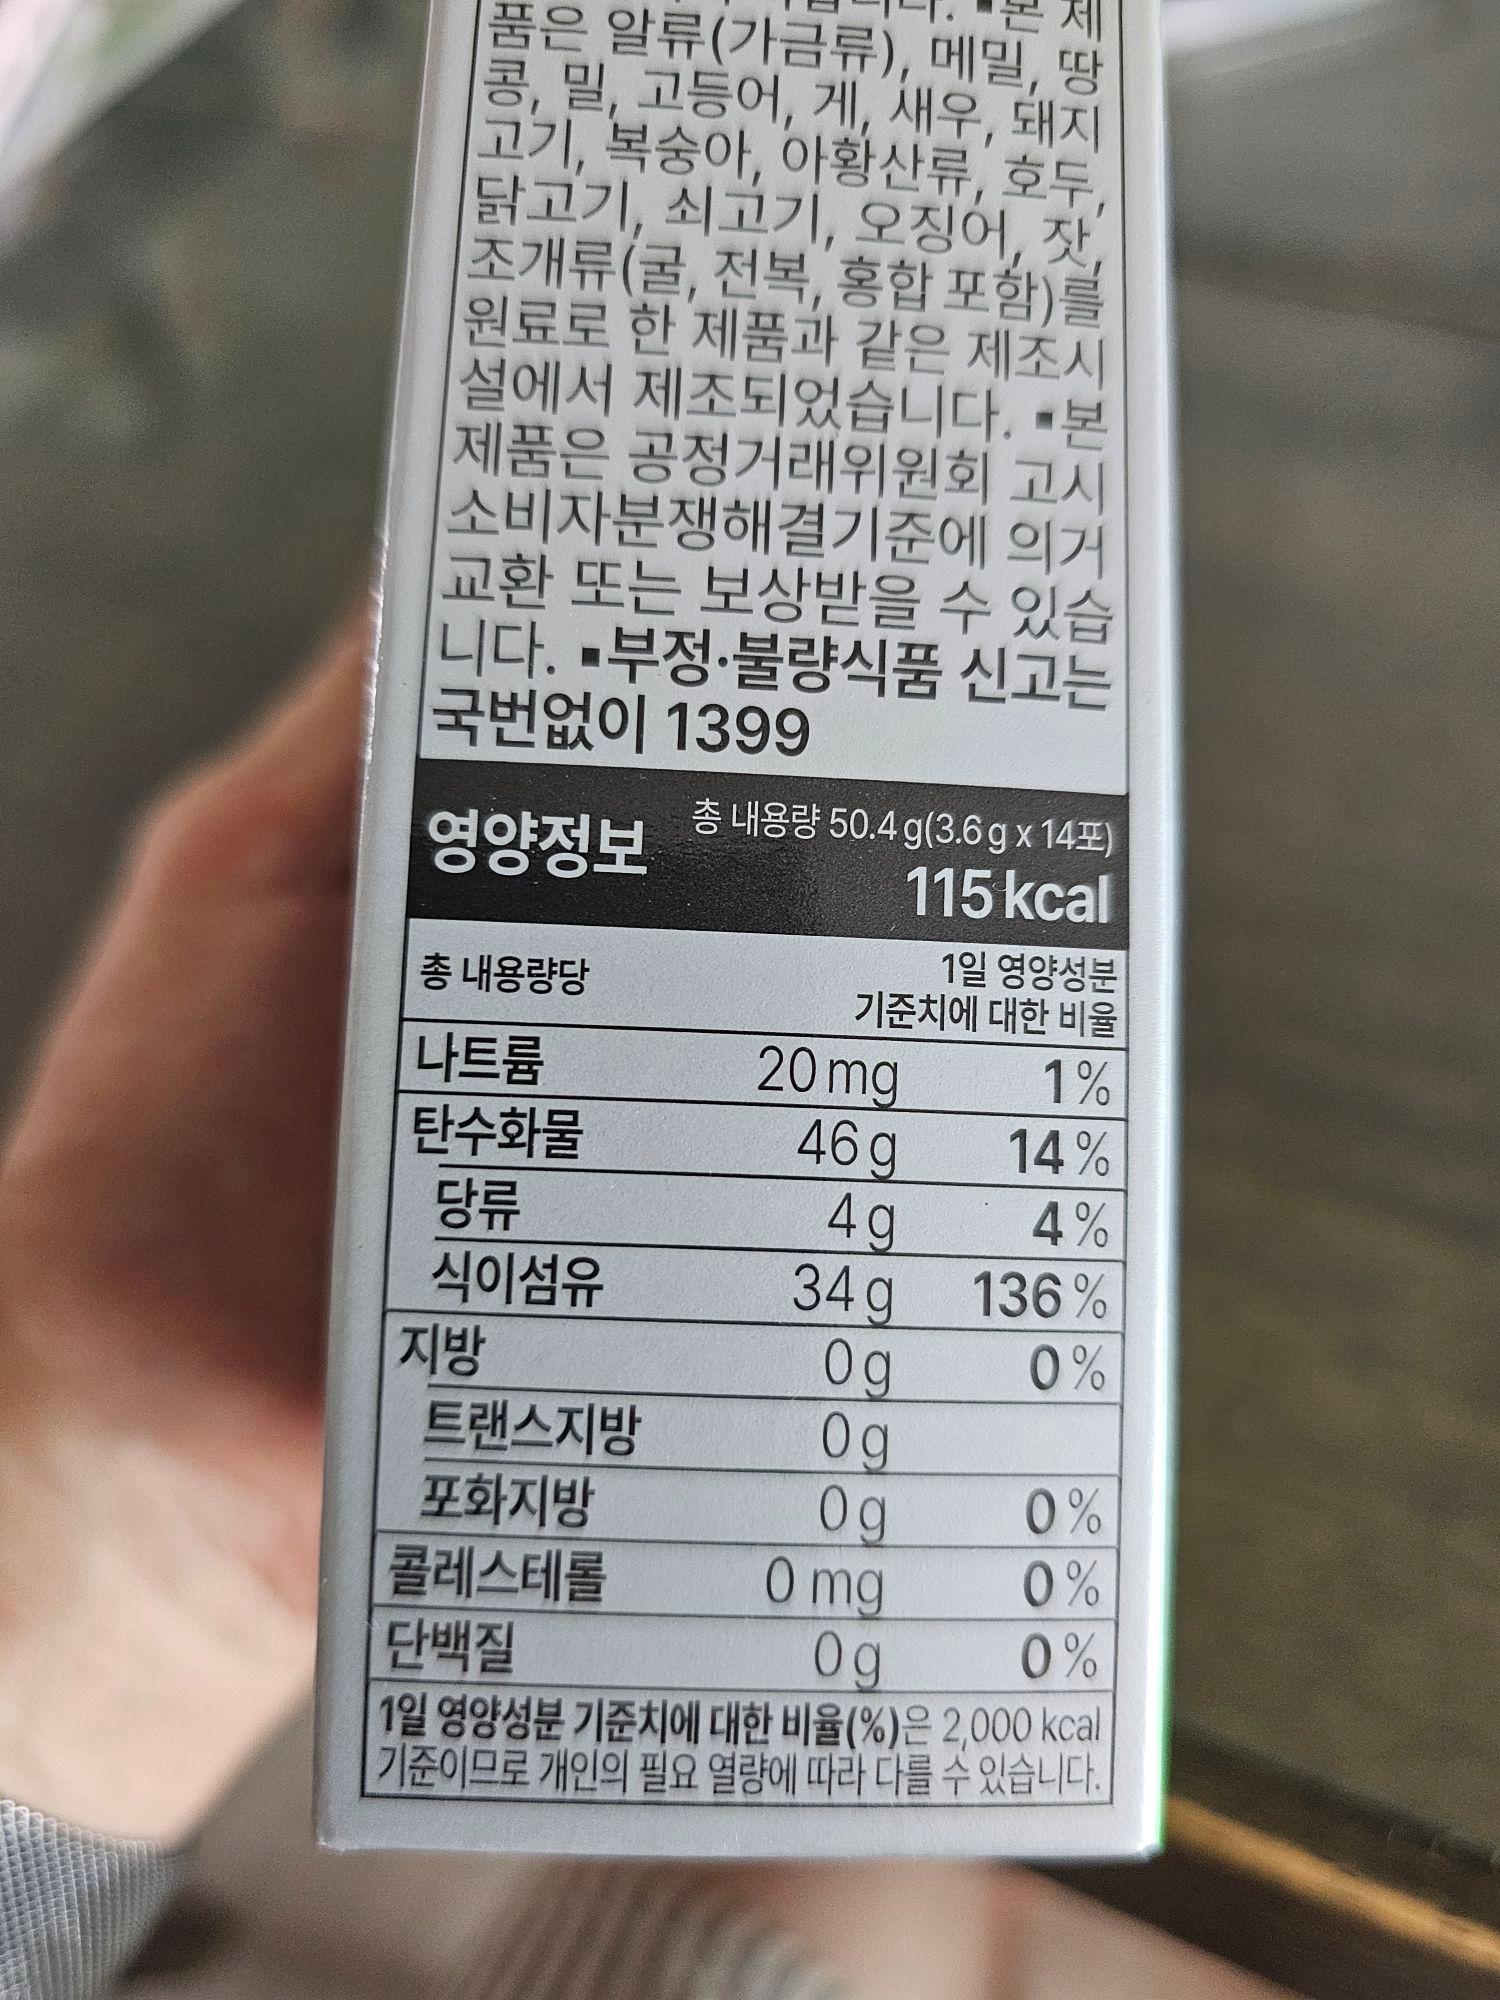 본 제
품은 알류(가금류), 메밀, 땅
콩, 밀, 고등어, 게, 새우, 돼지
고기, 복숭아, 아황산류, 호두,
닭고기, 쇠고기, 오징어, 잣,
조개류(굴, 전복, 홍합 포함)를
원료로 한 제품과 같은 제조시
설에서 제조되었습니다. ▪본
제품은 공정거래위원회 고시
소비자분쟁해결기준에 의거
교환 또는 보상받을 수 있습
니다. ▪부정·불량식품 신고는
국번없이 1399
영양정보 총 내용량 50.4 g(3.6 g x 14포)
115 kcal
총 내용량당 1일 영양성분
기준치에 대한 비율
나트륨 20 mg 1 %
탄수화물 46 g 14 %
당류 4 g 4 %
식이섬유 34 g 136 %
지방 0 g 0 %
트랜스지방 0 g
포화지방 0 g 0 %
콜레스테롤 0 mg 0 %
단백질 0 g 0 %
1일 영양성분 기준치에 대한 비율(%)은 2,000 kcal
기준이므로 개인의 필요 열량에 따라 다를 수 있습니다.